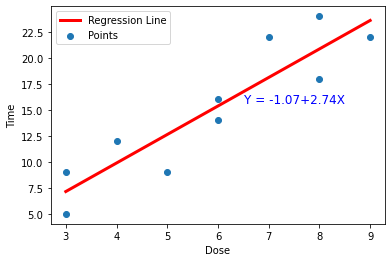 Regression Line
Points
Y = -1.07+2.74X
Time
22.5
20.0
17.5
15.0
12.5
10.0
7.5
5.0
3 4 5 6 7 8 9
Dose